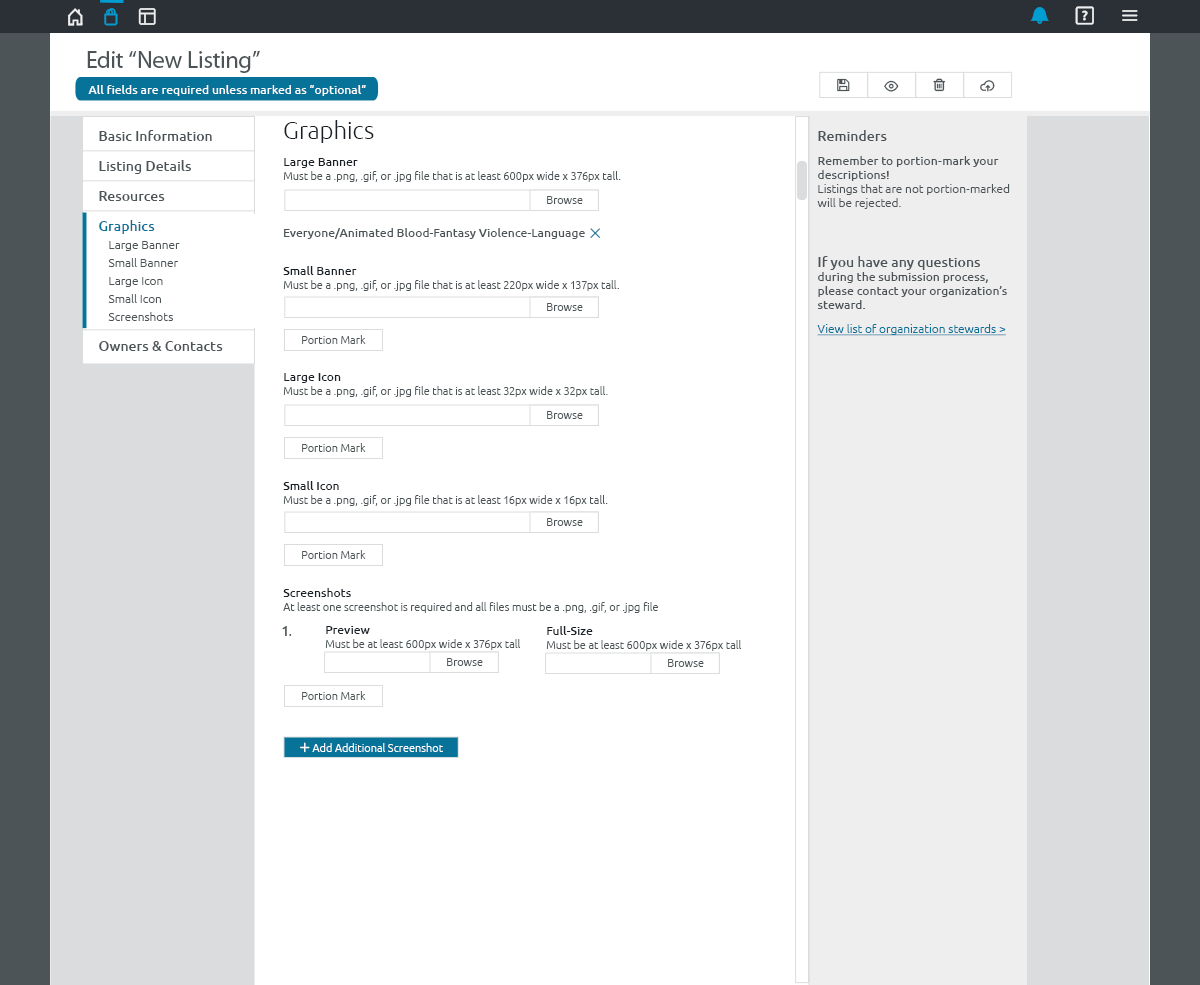 ?
Edit “New Listing”
All fields are required unless marked as “optional”
Basic Information
Listing Details
Resources
Graphics
Large Banner
Small Banner
Large Icon
Small Icon
Screenshots
Owners & Contacts
Graphics
Large Banner
Must be a .png, .gif, or .jpg file that is at least 600px wide x 376px tall.
Browse
Everyone/Animated Blood-Fantasy Violence-Language
Small Banner
Must be a .png, .gif, or .jpg file that is at least 220px wide x 137px tall.
Browse
Portion Mark
Large Icon
Must be a .png, .gif, or .jpg file that is at least 32px wide x 32px tall.
Browse
Portion Mark
Small Icon
Must be a .png, .gif, or .jpg file that is at least 16px wide x 16px tall.
Browse
Portion Mark
Screenshots
At least one screenshot is required and all files must be a .png, .gif, or .jpg file
1.
Preview
Must be at least 600px wide x 376px tall
Browse
Full-Size
Must be at least 600px wide x 376px tall
Browse
Portion Mark
+ Add Additional Screenshot
Reminders
Remember to portion-mark your
descriptions!
Listings that are not portion-marked
will be rejected.
If you have any questions
during the submission process,
please contact your organization’s
steward.
View list of organization stewards >